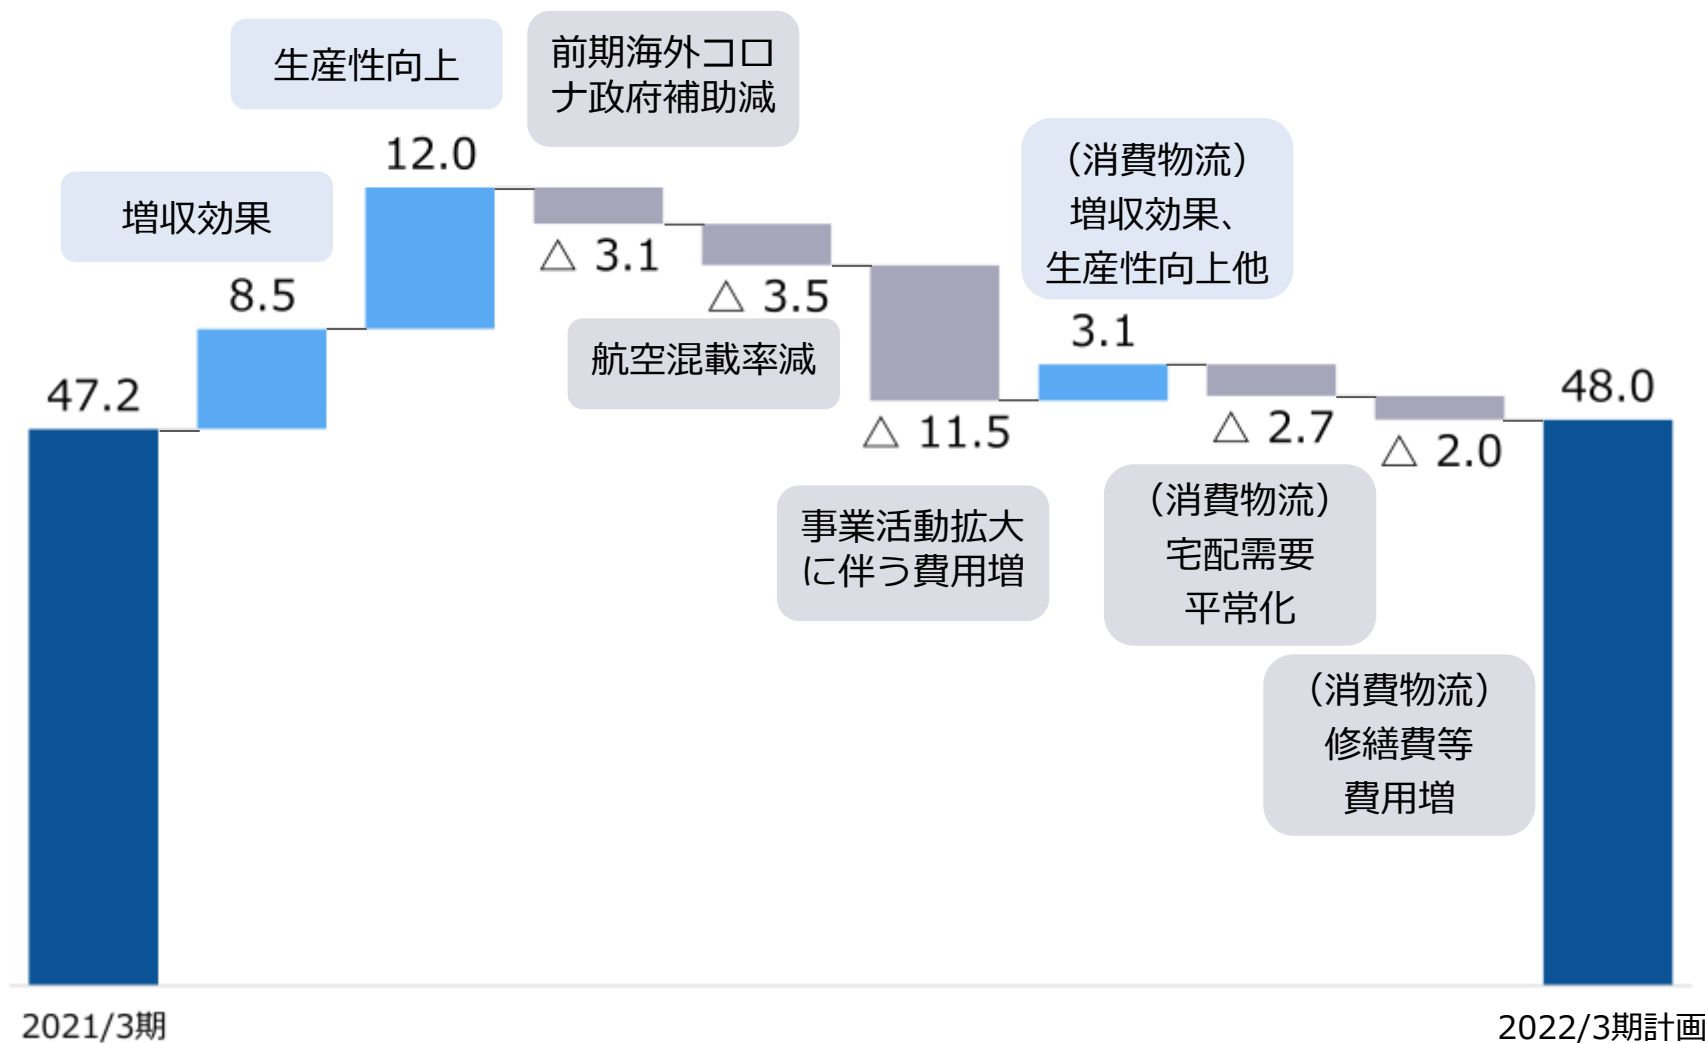 生産性向上
前期海外コロ
ナ政府補助減
12.0
（消費物流）
増収効果、
生産性向上他
増収効果
8.5
△ 3.1
△ 3.5
航空混載率減
3.1
47.2
48.0
△ 11.5
△ 2.7
△ 2.0
事業活動拡大
に伴う費用増
（消費物流）
宅配需要
平常化
（消費物流）
修繕費等
費用増
2021/3期
2022/3期計画